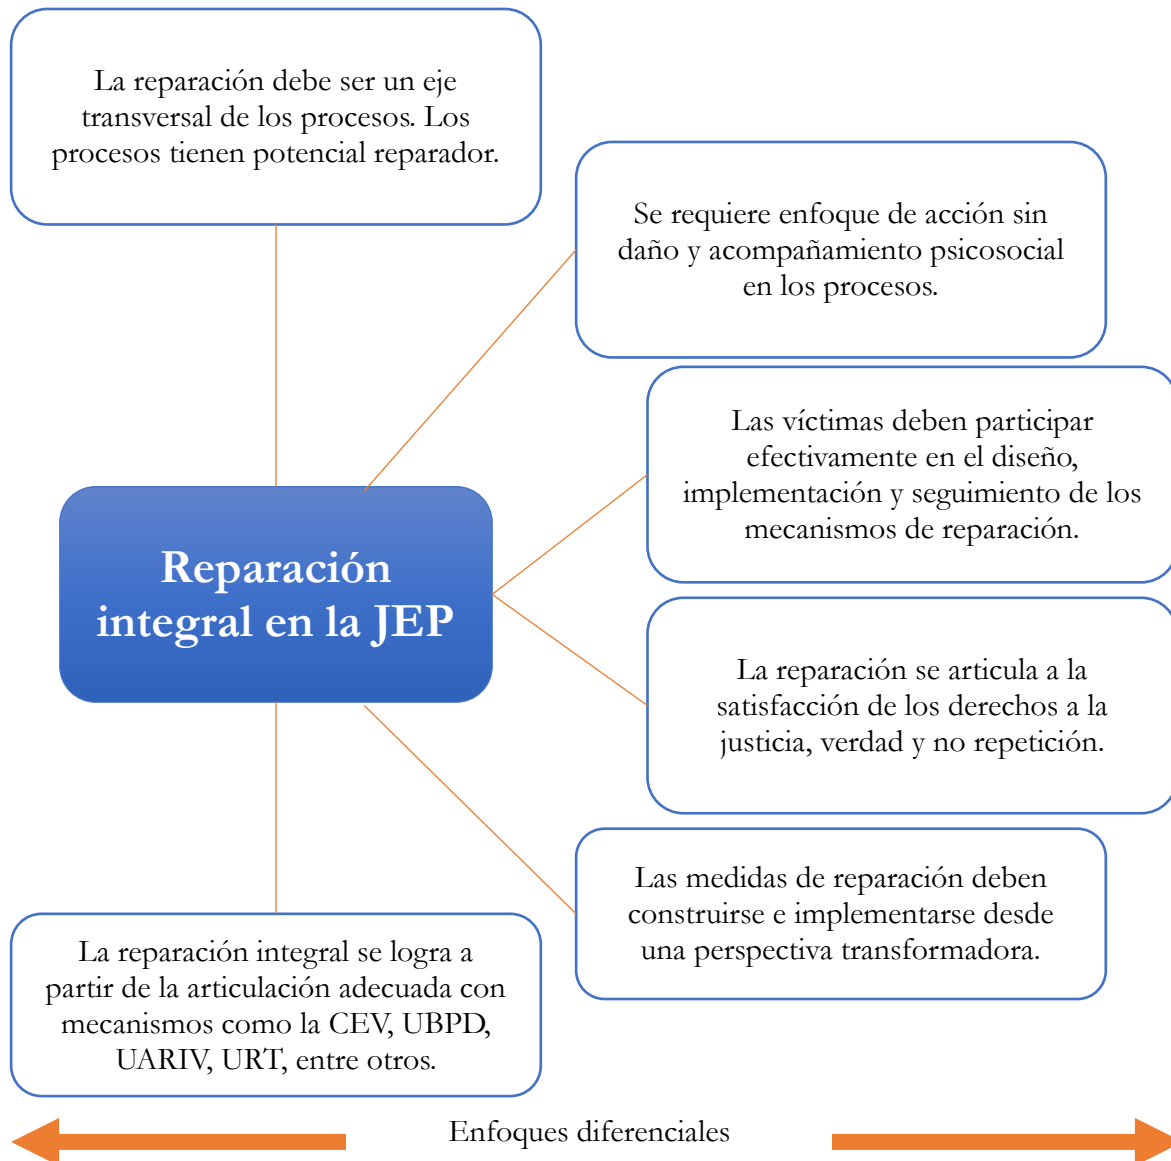 La reparación debe ser un eje
transversal de los procesos. Los
procesos tienen potencial reparador.
Se requiere enfoque de acción sin
daño y acompañamiento psicosocial
en los procesos.
Las víctimas deben participar
efectivamente en el diseño,
implementación y seguimiento de los
mecanismos de reparación.
Reparación
integral en la JEP
La reparación se articula a la
satisfacción de los derechos a la
justicia, verdad y no repetición.
Las medidas de reparación deben
construirse e implementarse desde
una perspectiva transformadora.
La reparación integral se logra a
partir de la articulación adecuada con
mecanismos como la CEV, UBPD,
UARIV, URT, entre otros.
Enfoques diferenciales